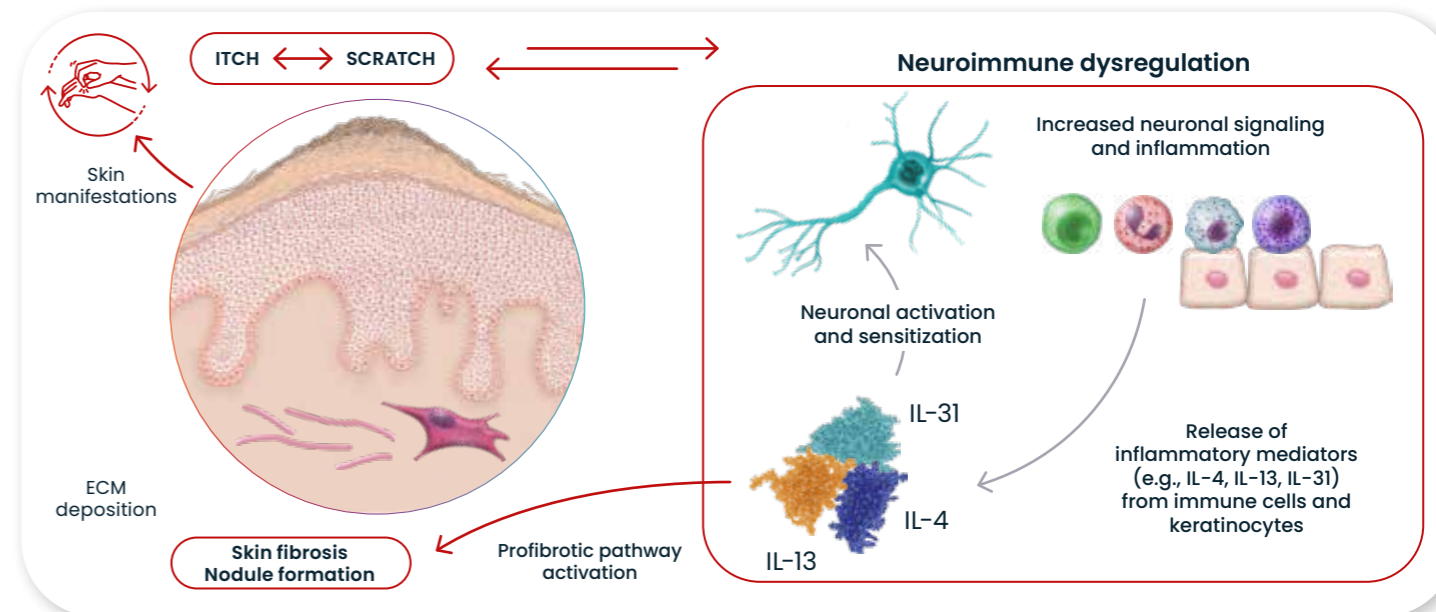 ITCH SCRATCH
Skin
manifestations
ECM
deposition
Skin fibrosis
Nodule formation
Profibrotic pathway
activation
Neuroimmune dysregulation
Increased neuronal signaling
and inflammation
Neuronal activation
and sensitization
IL-31
IL-4
IL-13
Release of
inflammatory mediators
(e.g., IL-4, IL-13, IL-31)
from immune cells and
keratinocytes